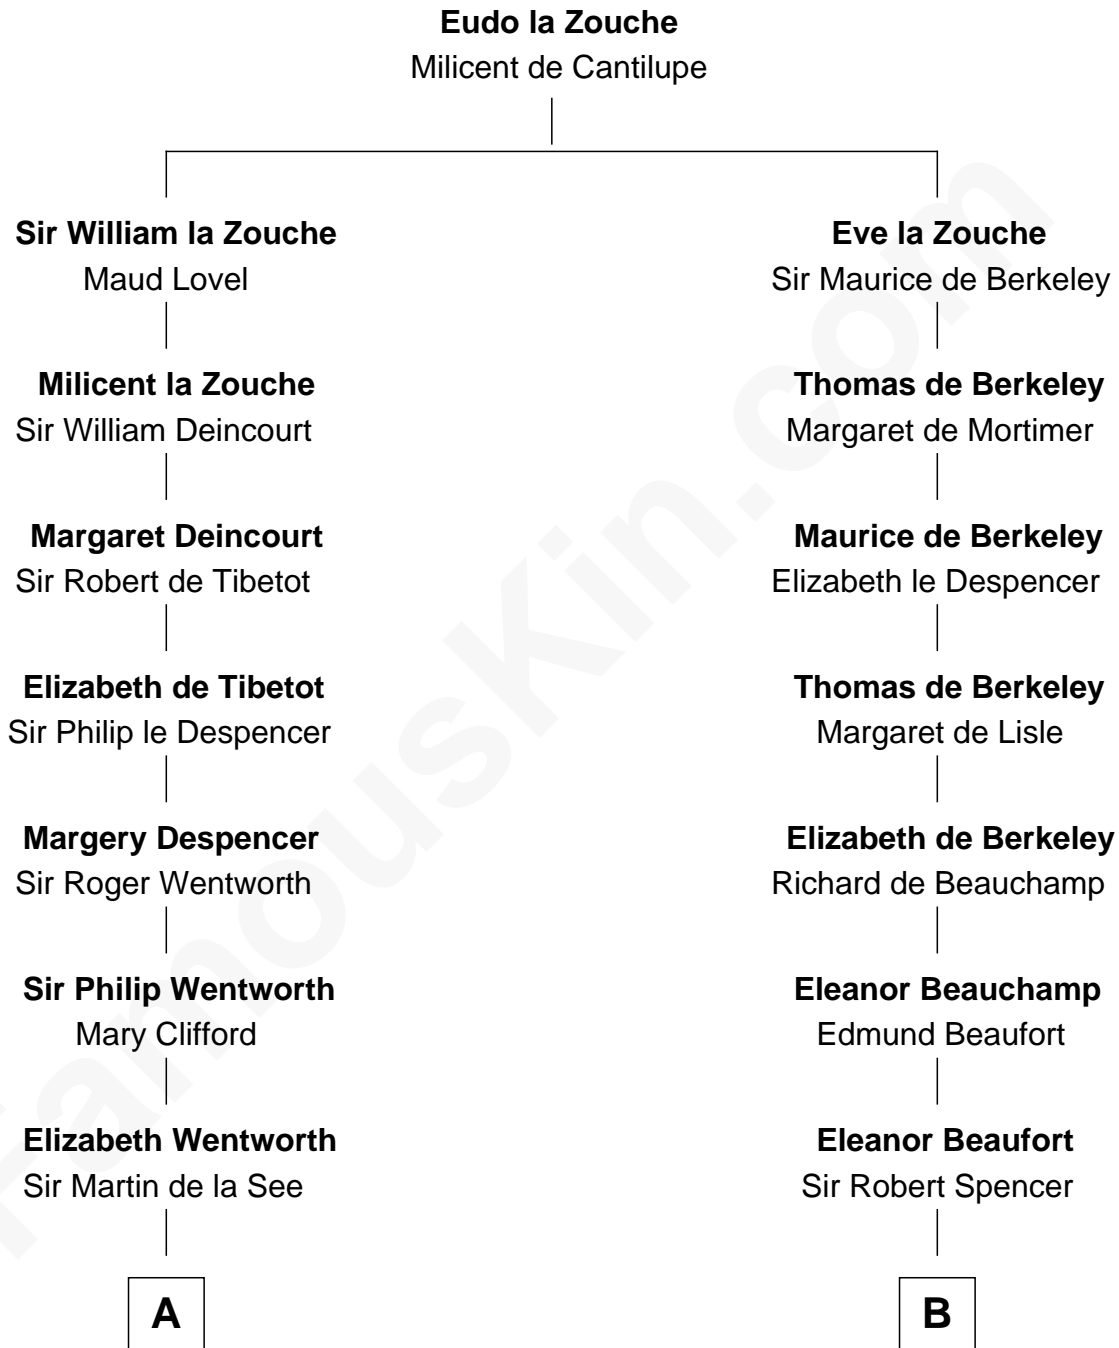 Eudo la Zouche
Milicent de Cantilupe
Sir William la Zouche
Maud Lovel
Eve la Zouche
Sir Maurice de Berkeley
Milicent la Zouche
Sir William Deincourt
Thomas de Berkeley
Margaret de Mortimer
Margaret Deincourt
Sir Robert de Tibetot
Maurice de Berkeley
Elizabeth le Despencer
Elizabeth de Tibetot
Sir Philip le Despencer
Thomas de Berkeley
Margaret de Lisle
Margery Despencer
Sir Roger Wentworth
Elizabeth de Berkeley
Richard de Beauchamp
Sir Philip Wentworth
Mary Clifford
Eleanor Beauchamp
Edmund Beaufort
Elizabeth Wentworth
Sir Martin de la See
Eleanor Beaufort
Sir Robert Spencer
A
B
FamousKin.com